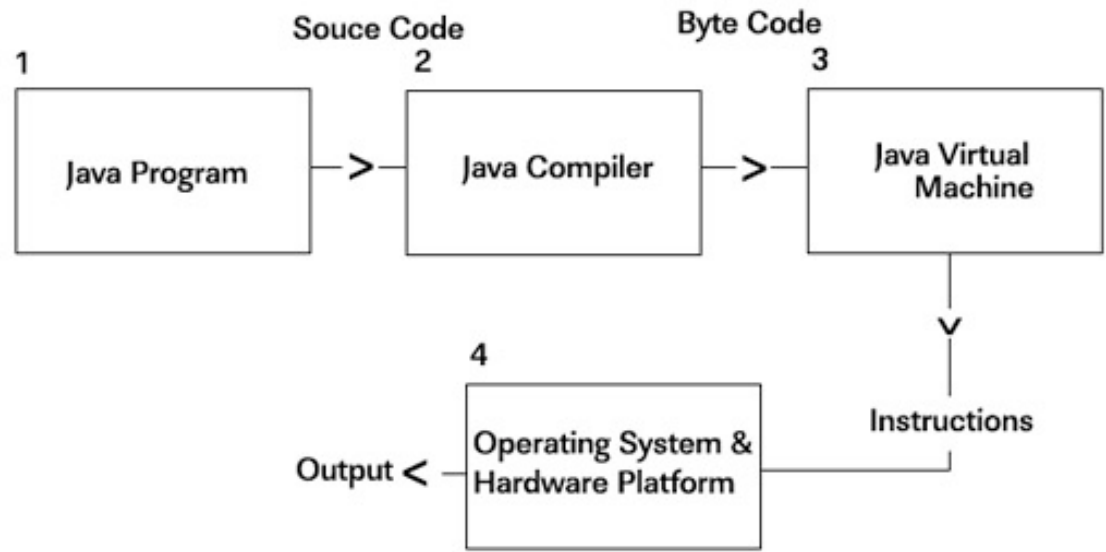 Souce Code
Byte Code
1
2
3
Java Program
>
Java Compiler
>
Java Virtual
Machine
v
4
Instructions
Operating System &
Hardware Platform
Output <